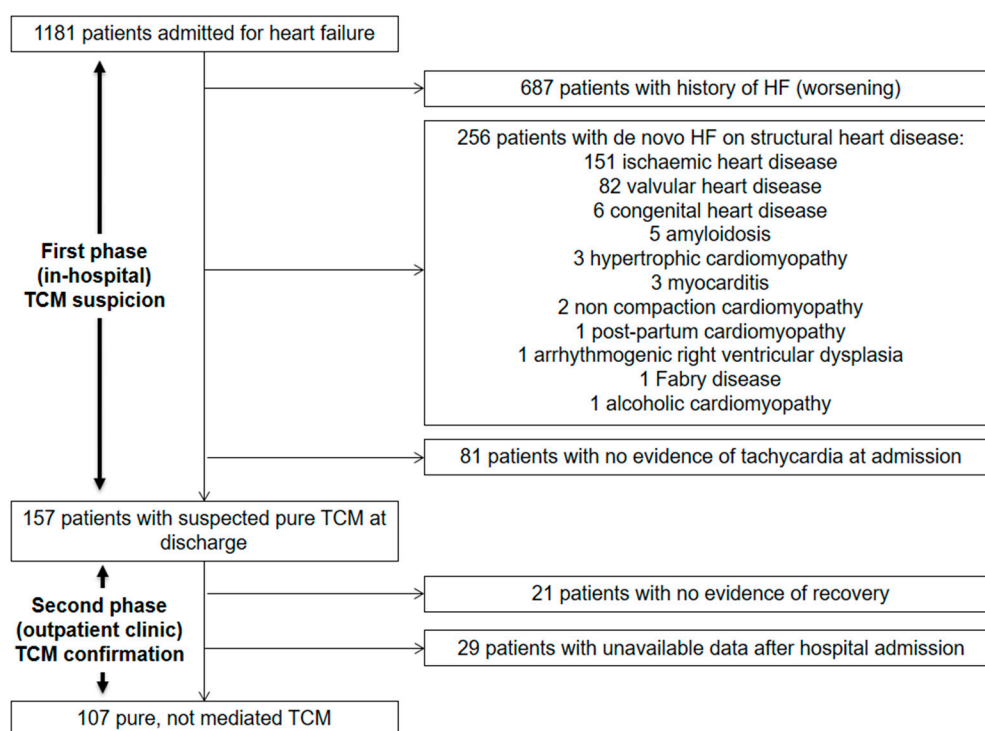 1181 patients admitted for heart failure
687 patients with history of HF (worsening)
256 patients with de novo HF on structural heart disease:
151 ischaemic heart disease
82 valvular heart disease
6 congenital heart disease
5 amyloidosis
3 hypertrophic cardiomyopathy
3 myocarditis
2 non compaction cardiomyopathy
1 post-partum cardiomyopathy
1 arrhythmogenic right ventricular dysplasia
1 Fabry disease
1 alcoholic cardiomyopathy
First phase
(in-hospital)
TCM suspicion
81 patients with no evidence of tachycardia at admission
157 patients with suspected pure TCM at
discharge
Second phase
(outpatient clinic)
TCM confirmation
21 patients with no evidence of recovery
29 patients with unavailable data after hospital admission
107 pure, not mediated TCM